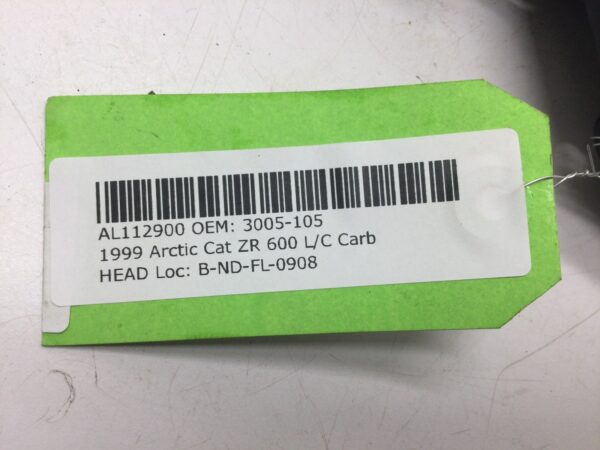 AL112900 OEM: 3005-105
1999 Arctic Cat ZR 600 L/C Carb
HEAD Loc: B-ND-FL-0908